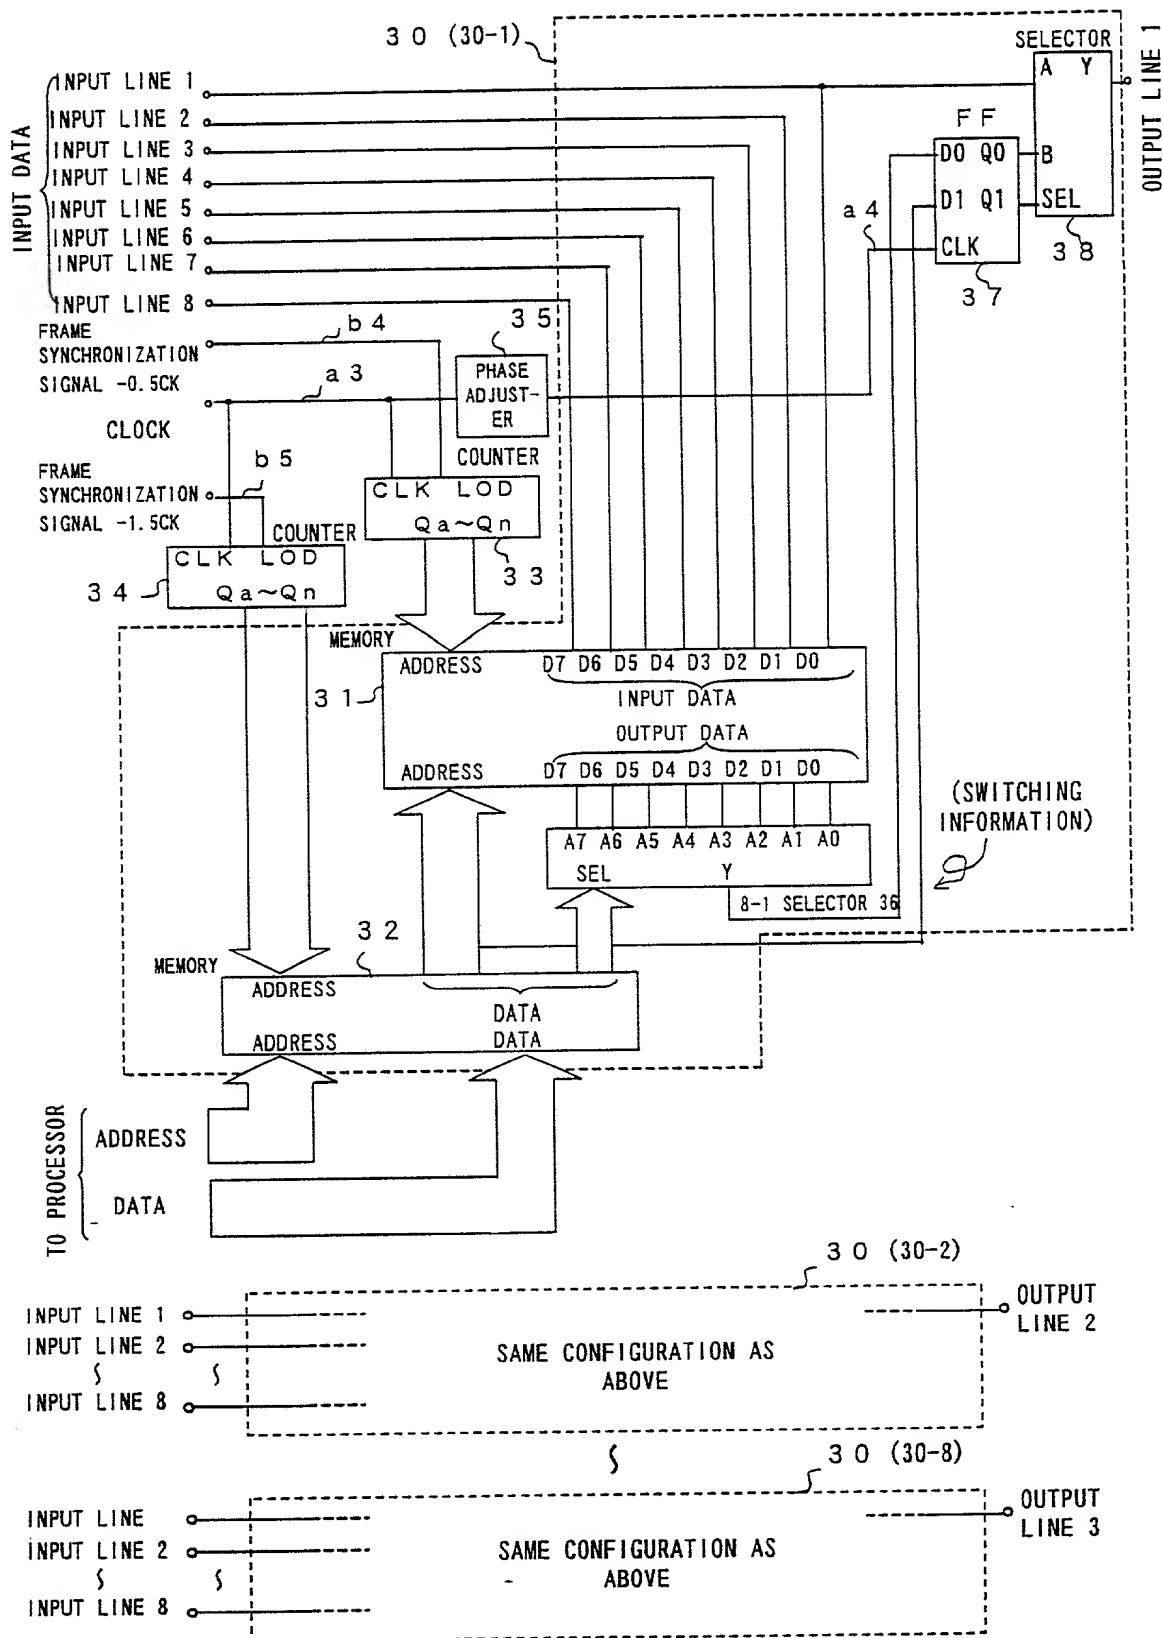 3 0 (30-1)
SELECTOR
A Y
OUTPUT LINE 1
INPUT DATA
INPUT LINE 1
INPUT LINE 2
INPUT LINE 3
INPUT LINE 4
INPUT LINE 5
INPUT LINE 6
INPUT LINE 7
INPUT LINE 8
F F
D0 Q0
B
D1 Q1
SEL
CLK
3 8
3 7
a 4
FRAME
SYNCHRONIZATION
SIGNAL -0.5CK
b 4
3 5
PHASE
ADJUST-
ER
a 3
CLOCK
FRAME
SYNCHRONIZATION
SIGNAL -1.5CK
b 5
COUNTER
CLK LOD
Qa~Qn
3 3
COUNTER
CLK LOD
Qa~Qn
3 4
MEMORY
ADDRESS
D7 D6 D5 D4 D3 D2 D1 D0
INPUT DATA
3 1
OUTPUT DATA
ADDRESS
D7 D6 D5 D4 D3 D2 D1 D0
(SWITCHING
INFORMATION)
A7 A6 A5 A4 A3 A2 A1 A0
SEL Y
8-1 SELECTOR 36
3 2
MEMORY
ADDRESS
DATA
DATA
ADDRESS
TO PROCESSOR
ADDRESS
DATA
3 0 (30-2)
INPUT LINE 1
INPUT LINE 2
INPUT LINE 8
SAME CONFIGURATION AS
ABOVE
OUTPUT
LINE 2
3 0 (30-8)
INPUT LINE
INPUT LINE 2
INPUT LINE 8
SAME CONFIGURATION AS
ABOVE
OUTPUT
LINE 3